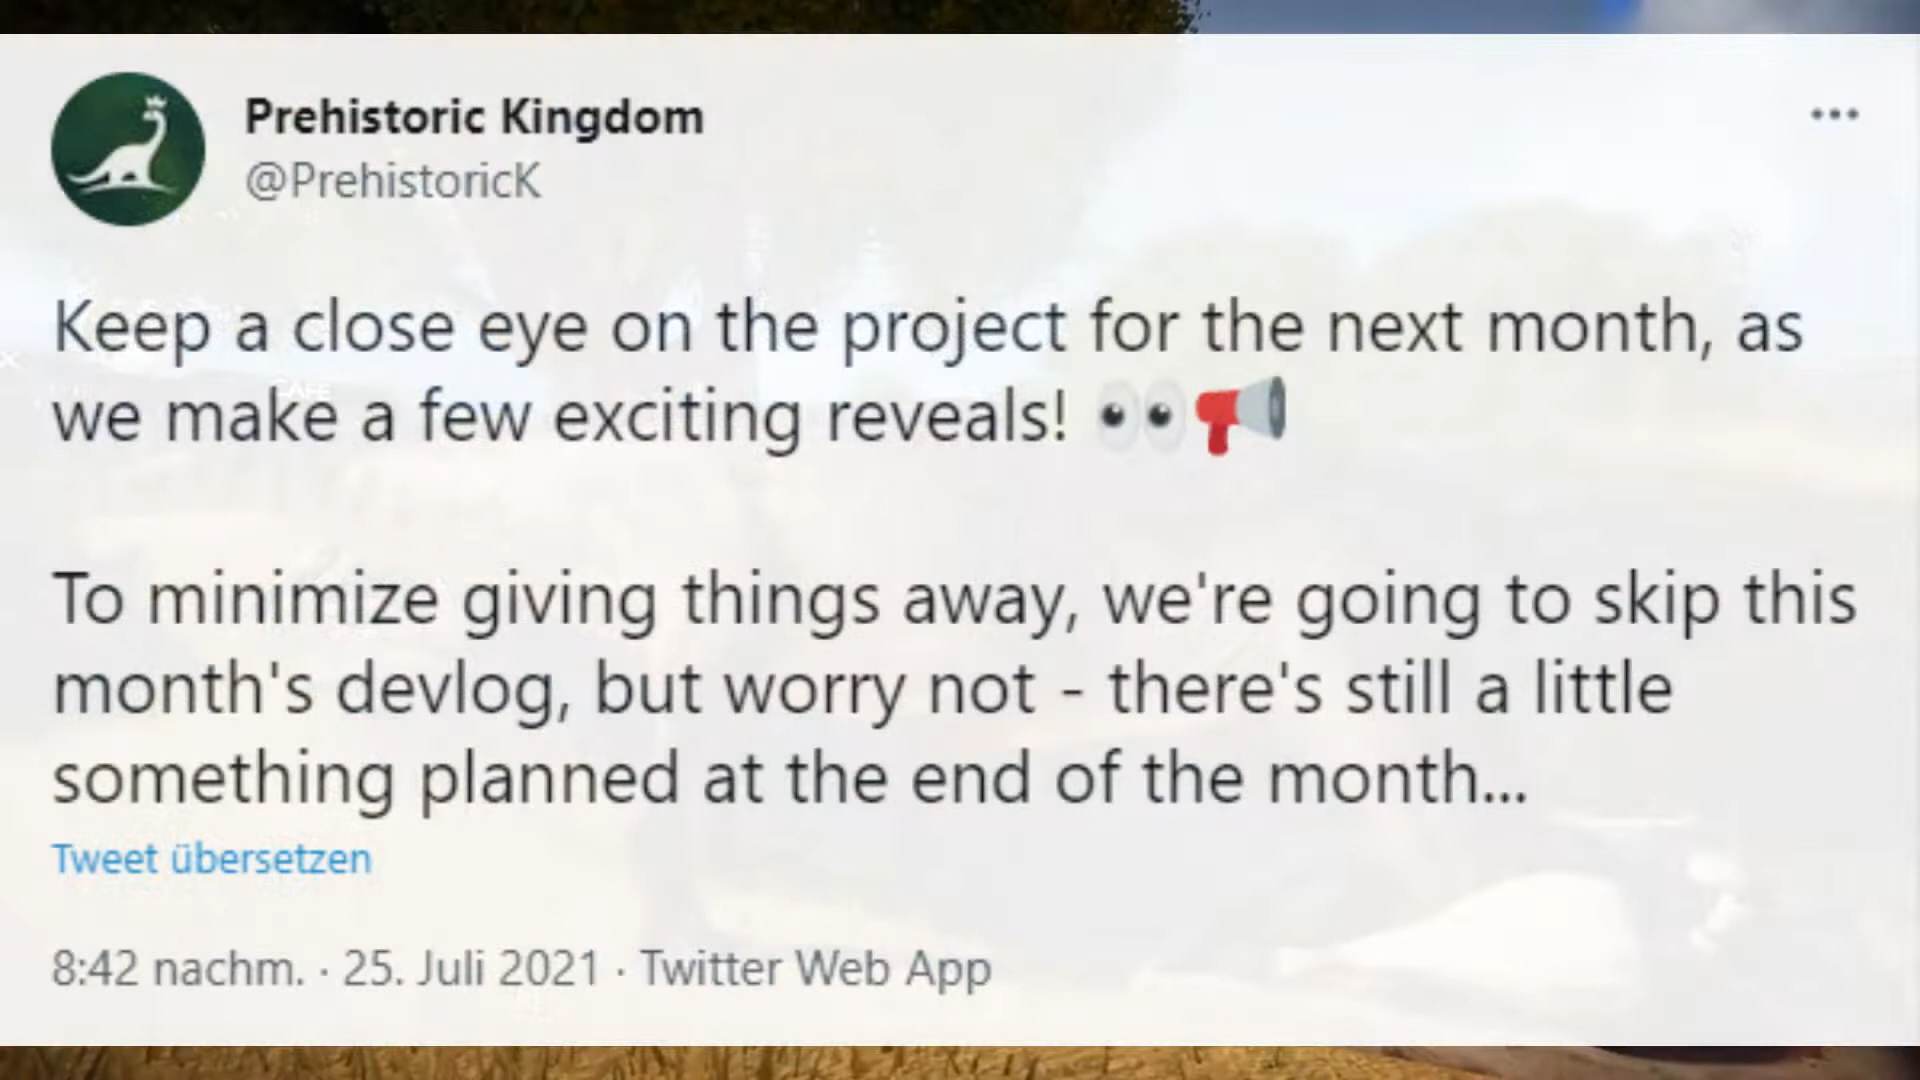 Prehistoric Kingdom
@PrehistoricK
Keep a close eye on the project for the next month, as
we make a few exciting reveals! 👀📣
To minimize giving things away, we're going to skip this
month's devlog, but worry not - there's still a little
something planned at the end of the month...
Tweet übersetzen
8:42 nachm. · 25. Juli 2021 · Twitter Web App